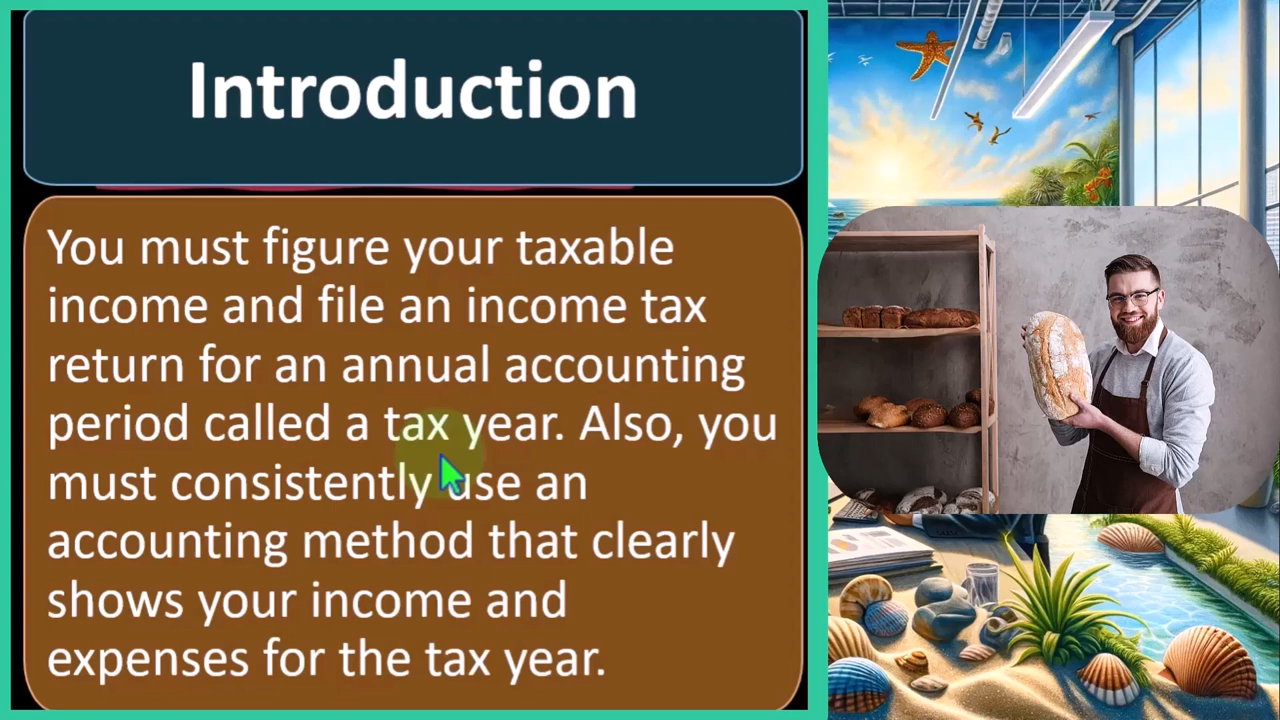 Introduction
You must figure your taxable
income and file an income tax
return for an annual accounting
period called a tax year. Also, you
must consistently use an
accounting method that clearly
shows your income and
expenses for the tax year.